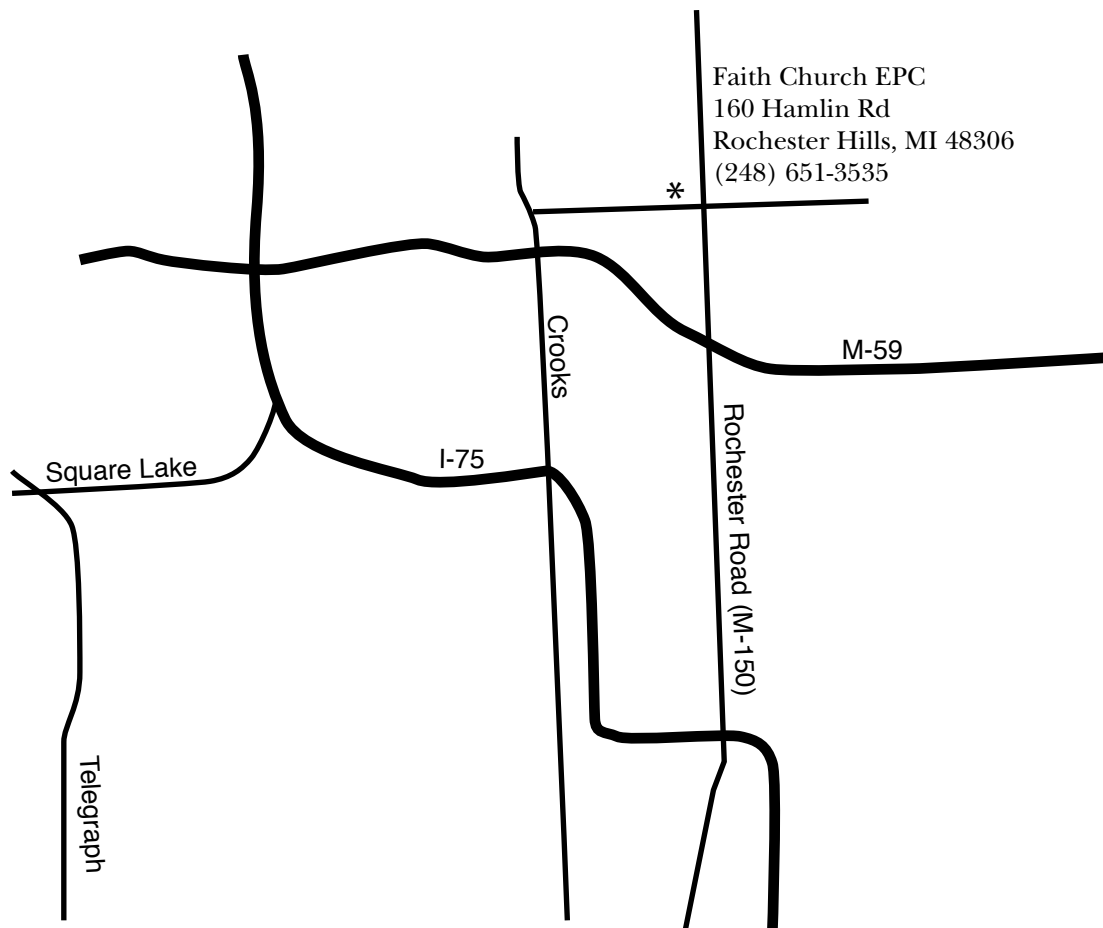 Faith Church EPC
160 Hamlin Rd
Rochester Hills, MI 48306
(248) 651-3535
*
Crooks
M-59
Rochester Road (M-150)
I-75
Square Lake
Telegraph